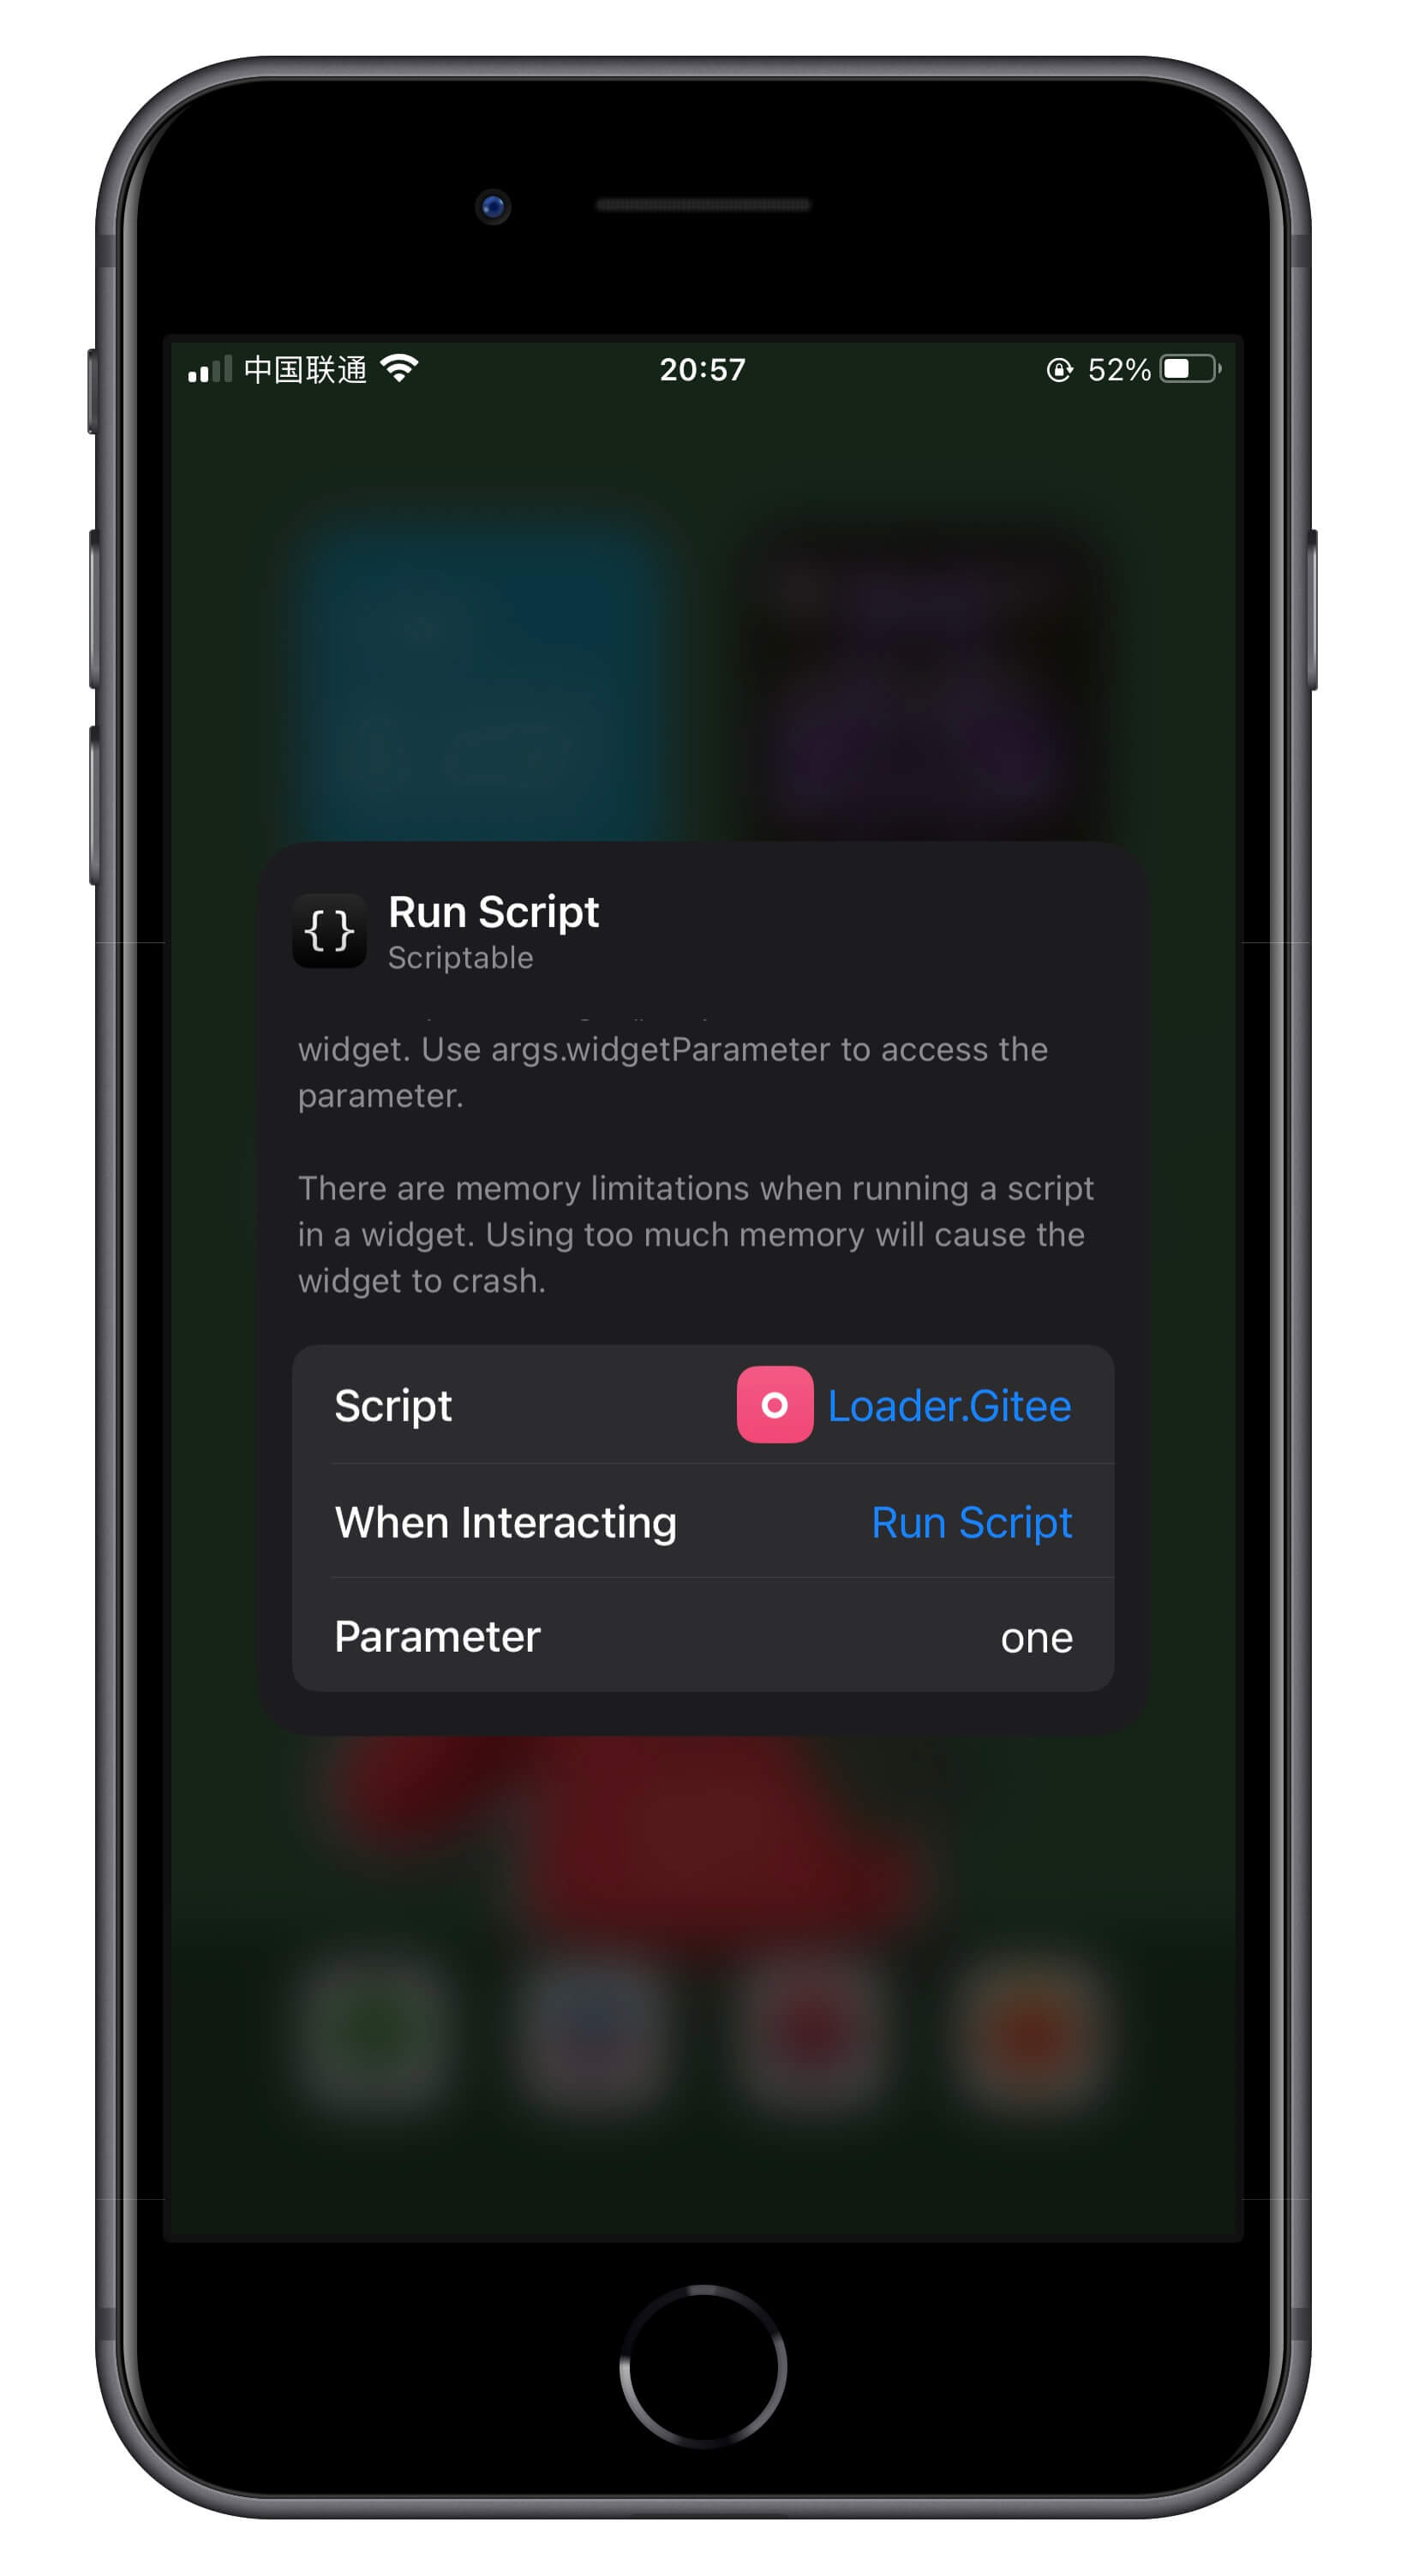 中国联通
20:57
52%
{}
Run Script
Scriptable
widget. Use args.widgetParameter to access the
parameter.
There are memory limitations when running a script
in a widget. Using too much memory will cause the
widget to crash.
Script Loader.Gitee
When Interacting Run Script
Parameter one